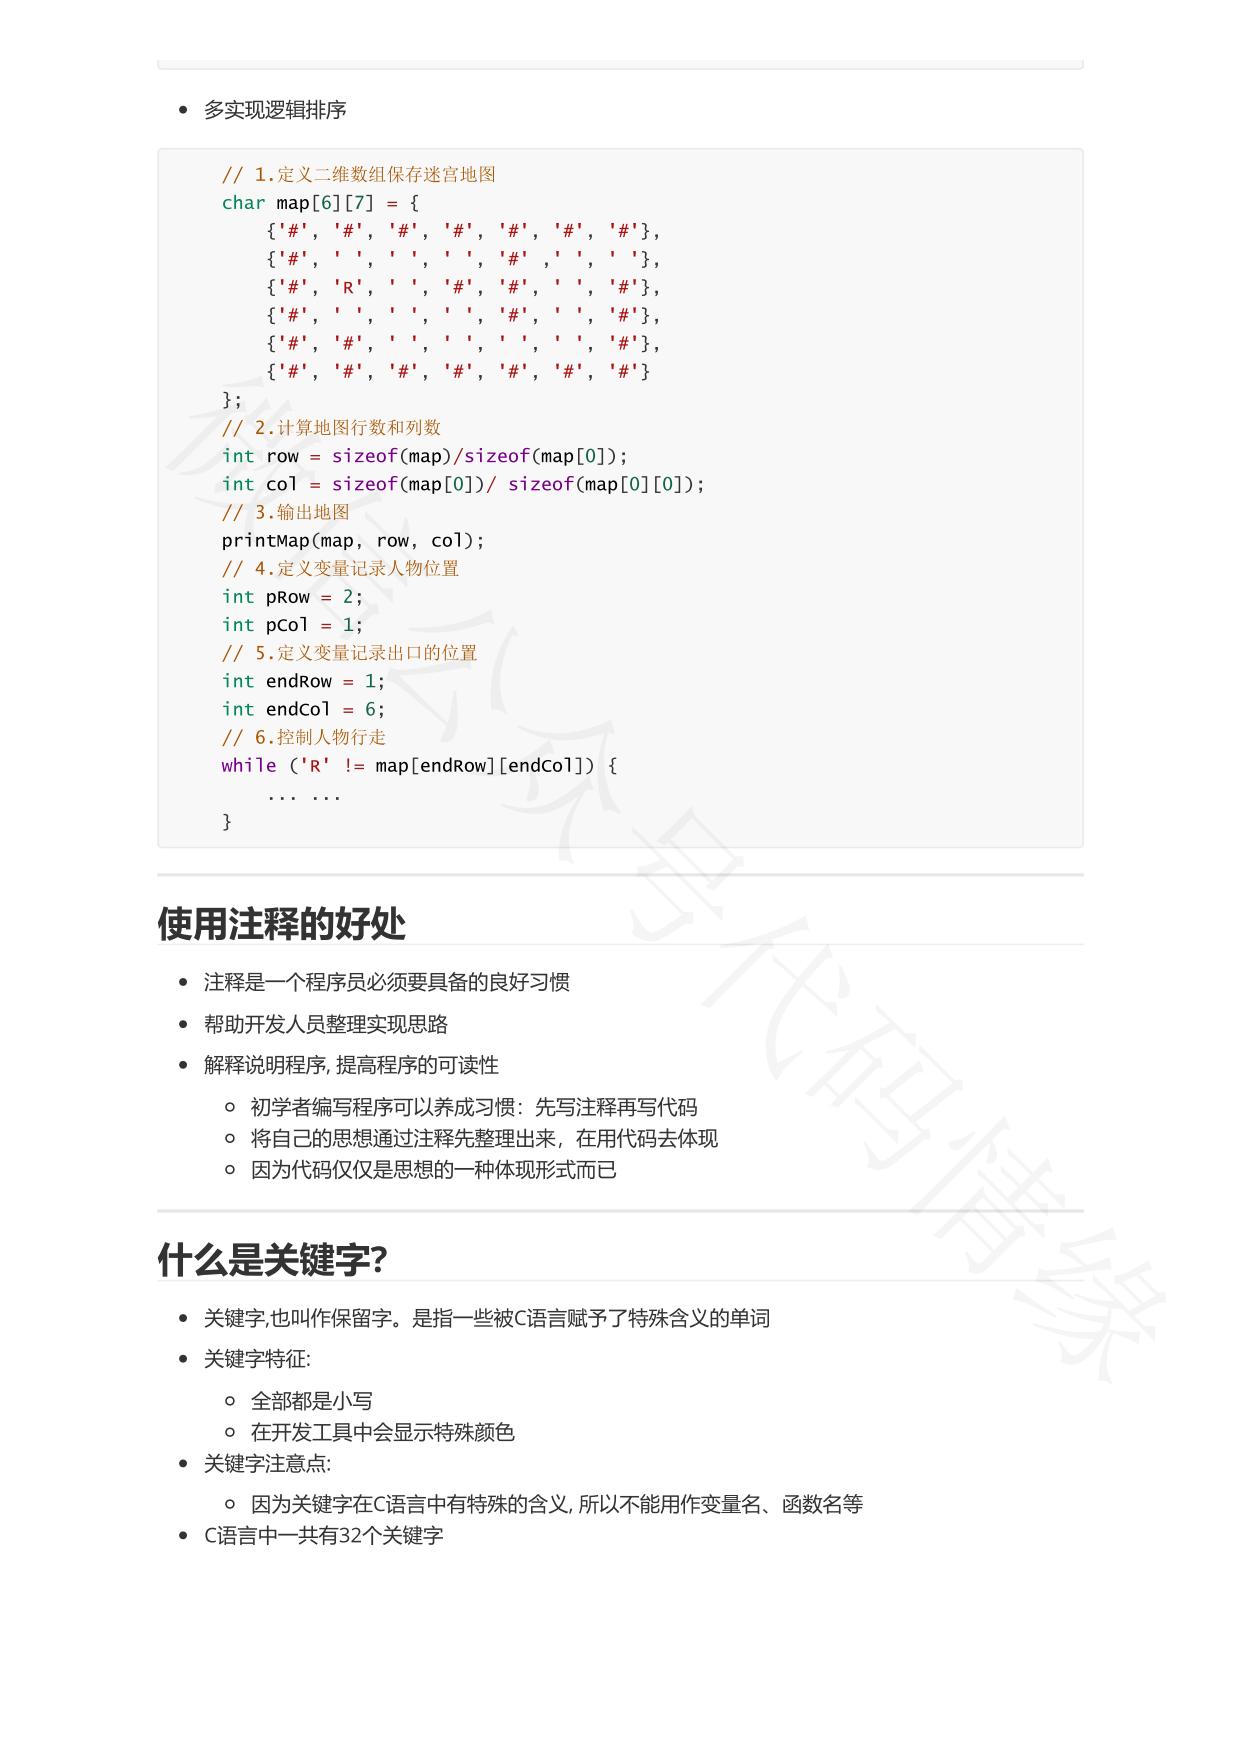 多实现逻辑排序
// 1.定义二维数组保存迷宫地图
char map[6][7] = {
{'#', '#', '#', '#', '#', '#', '#'},
{'#', ' ', ' ', ' ', '#' ,' ', ' '},
{'#', 'R', ' ', '#', '#', ' ', '#'},
{'#', ' ', ' ', ' ', '#', ' ', '#'},
{'#', '#', ' ', ' ', ' ', ' ', '#'},
{'#', '#', '#', '#', '#', '#', '#'}
};
// 2.计算地图行数和列数
int row = sizeof(map)/sizeof(map[0]);
int col = sizeof(map[0])/ sizeof(map[0][0]);
// 3.输出地图
printMap(map, row, col);
// 4.定义变量记录人物位置
int pRow = 2;
int pCol = 1;
// 5.定义变量记录出口的位置
int endRow = 1;
int endCol = 6;
// 6.控制人物行走
while ('R' != map[endRow][endCol]) {
... ...
}
使用注释的好处
注释是一个程序员必须要具备的良好习惯
帮助开发人员整理实现思路
解释说明程序, 提高程序的可读性
初学者编写程序可以养成习惯：先写注释再写代码
将自己的思想通过注释先整理出来，在用代码去体现
因为代码仅仅是思想的一种体现形式而已
什么是关键字?
关键字,也叫作保留字。是指一些被C语言赋予了特殊含义的单词
关键字特征:
全部都是小写
在开发工具中会显示特殊颜色
关键字注意点:
因为关键字在C语言中有特殊的含义, 所以不能用作变量名、函数名等
C语言中一共有32个关键字
微信公众号代码情缘